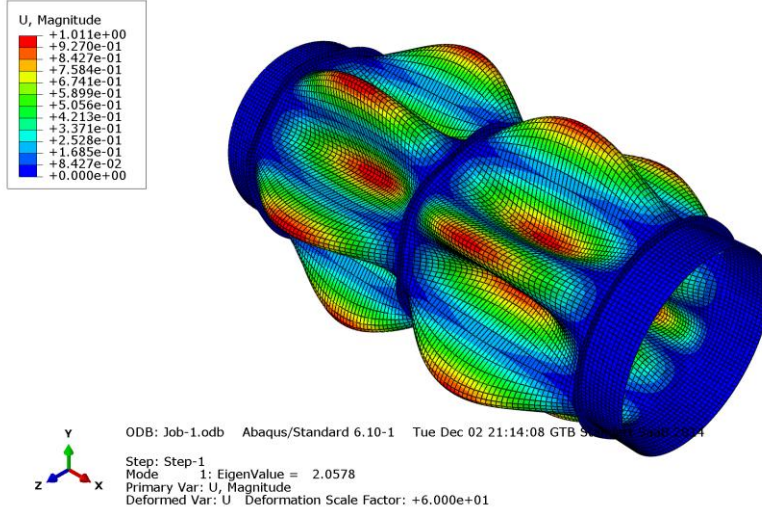 U, Magnitude
+1.011e+00
+9.270e-01
+8.427e-01
+7.584e-01
+6.741e-01
+5.899e-01
+5.056e-01
+4.213e-01
+3.371e-01
+2.528e-01
+1.685e-01
+8.427e-02
+0.000e+00
Y
Z
X
ODB: Job-1.odb Abaqus/Standard 6.10-1 Tue Dec 02 21:14:08 GTB
Step: Step-1
Mode 1: EigenValue = 2.0578
Primary Var: U, Magnitude
Deformed Var: U Deformation Scale Factor: +6.000e+01